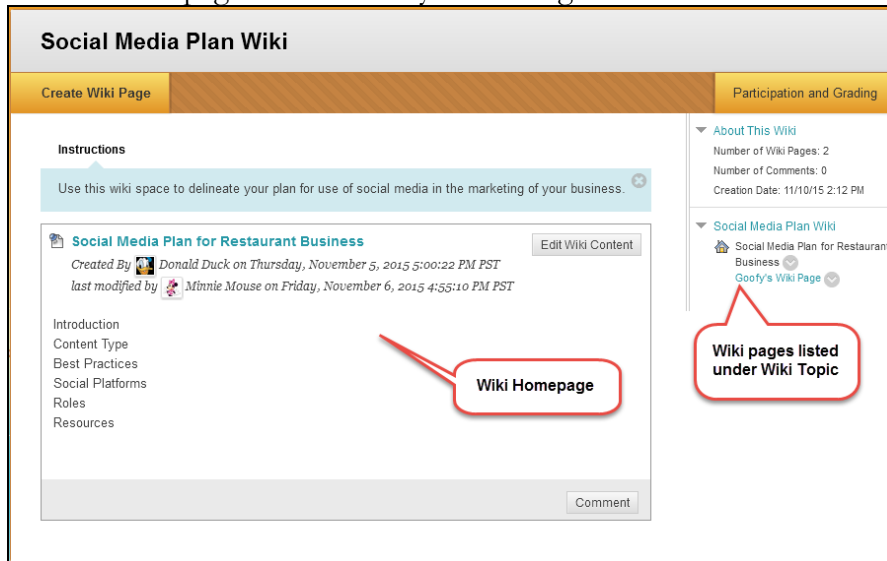 Social Media Plan Wiki
Create Wiki Page
Participation and Grading
Instructions
Use this wiki space to delineate your plan for use of social media in the marketing of your business.
Social Media Plan for Restaurant Business
Edit Wiki Content
Created By Donald Duck on Thursday, November 5, 2015 5:00:22 PM PST
last modified by Minnie Mouse on Friday, November 6, 2015 4:55:10 PM PST
Introduction
Content Type
Best Practices
Social Platforms
Roles
Resources
Wiki Homepage
Comment
About This Wiki
Number of Wiki Pages: 2
Number of Comments: 0
Creation Date: 11/10/15 2:12 PM
Social Media Plan Wiki
Social Media Plan for Restaurant
Business
Goofy's Wiki Page
Wiki pages listed
under Wiki Topic